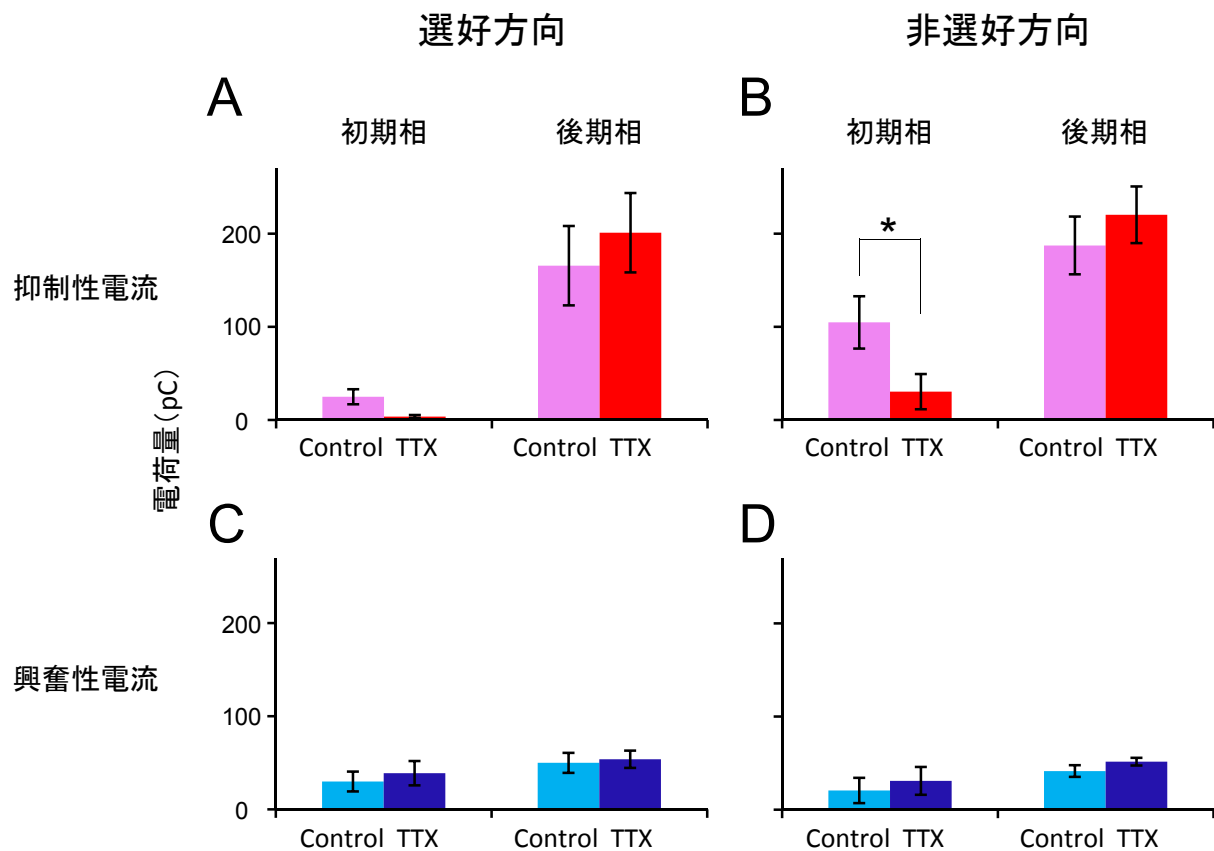 選好方向
非選好方向
A
B
初期相
後期相
初期相
後期相
抑制性電流
200
100
0
*
Control TTX
Control TTX
Control TTX
Control TTX
電荷量(pC)
C
D
興奮性電流
200
100
0
Control TTX
Control TTX
Control TTX
Control TTX